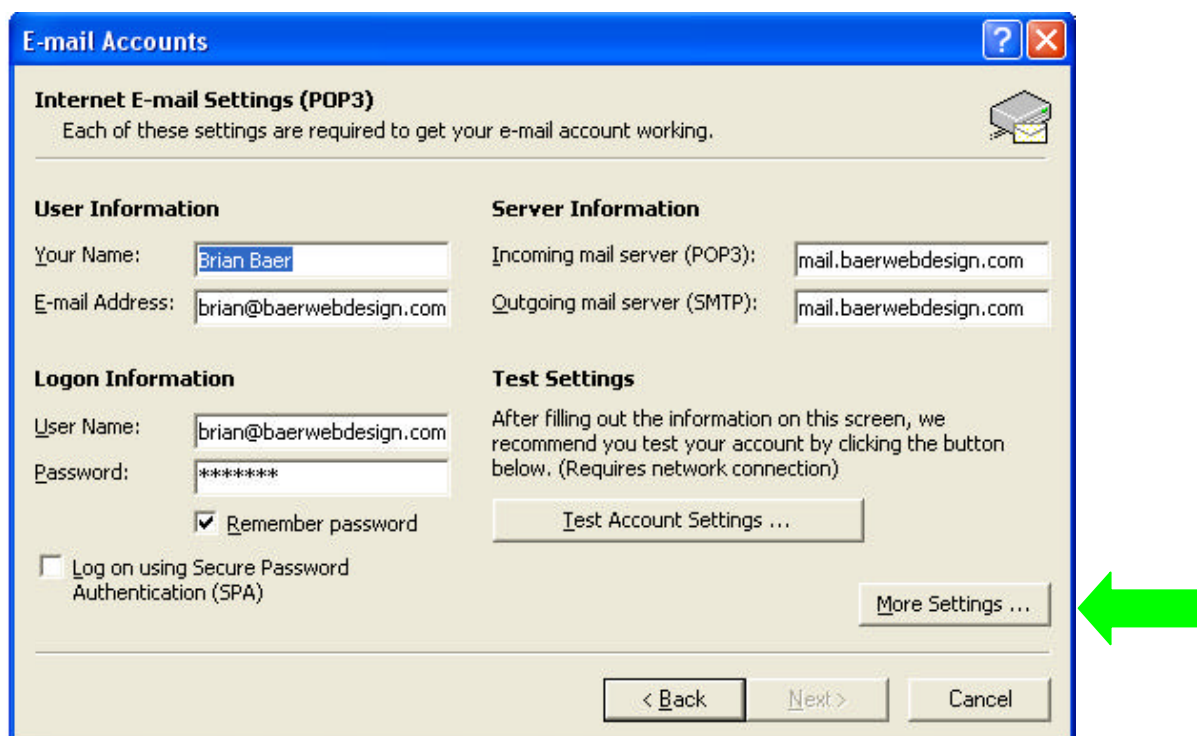 E-mail Accounts
Internet E-mail Settings (POP3)
Each of these settings are required to get your e-mail account working.
User Information
Your Name: Brian Baer
E-mail Address: brian@baerwebdesign.com
Server Information
Incoming mail server (POP3): mail.baerwebdesign.com
Outgoing mail server (SMTP): mail.baerwebdesign.com
Logon Information
User Name: brian@baerwebdesign.com
Password: *******
Remember password
Log on using Secure Password
Authentication (SPA)
Test Settings
After filling out the information on this screen, we
recommend you test your account by clicking the button
below. (Requires network connection)
Test Account Settings ...
More Settings ...
< Back
Next >
Cancel